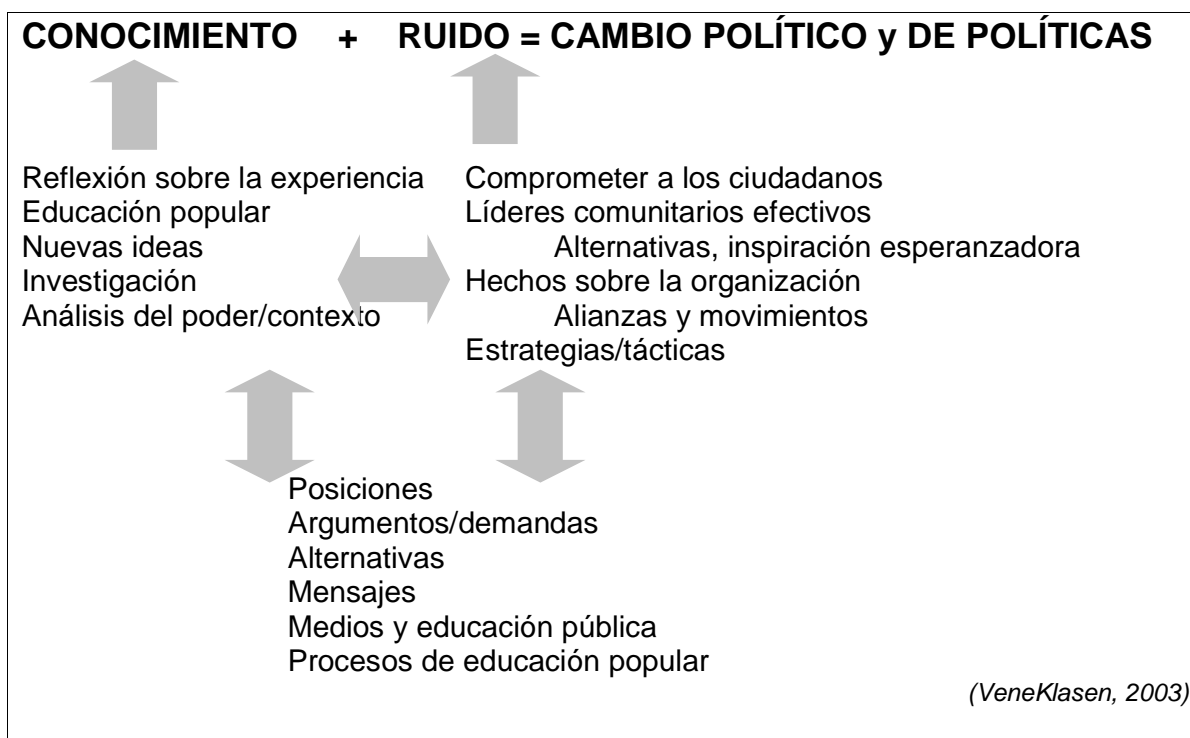 CONOCIMIENTO + RUIDO = CAMBIO POLÍTICO y DE POLÍTICAS
Reflexión sobre la experiencia
Educación popular
Nuevas ideas
Investigación
Análisis del poder/contexto
Comprometer a los ciudadanos
Líderes comunitarios efectivos
Alternativas, inspiración esperanzadora
Hechos sobre la organización
Alianzas y movimientos
Estrategias/tácticas
Posiciones
Argumentos/demandas
Alternativas
Mensajes
Medios y educación pública
Procesos de educación popular
(VeneKlasen, 2003)